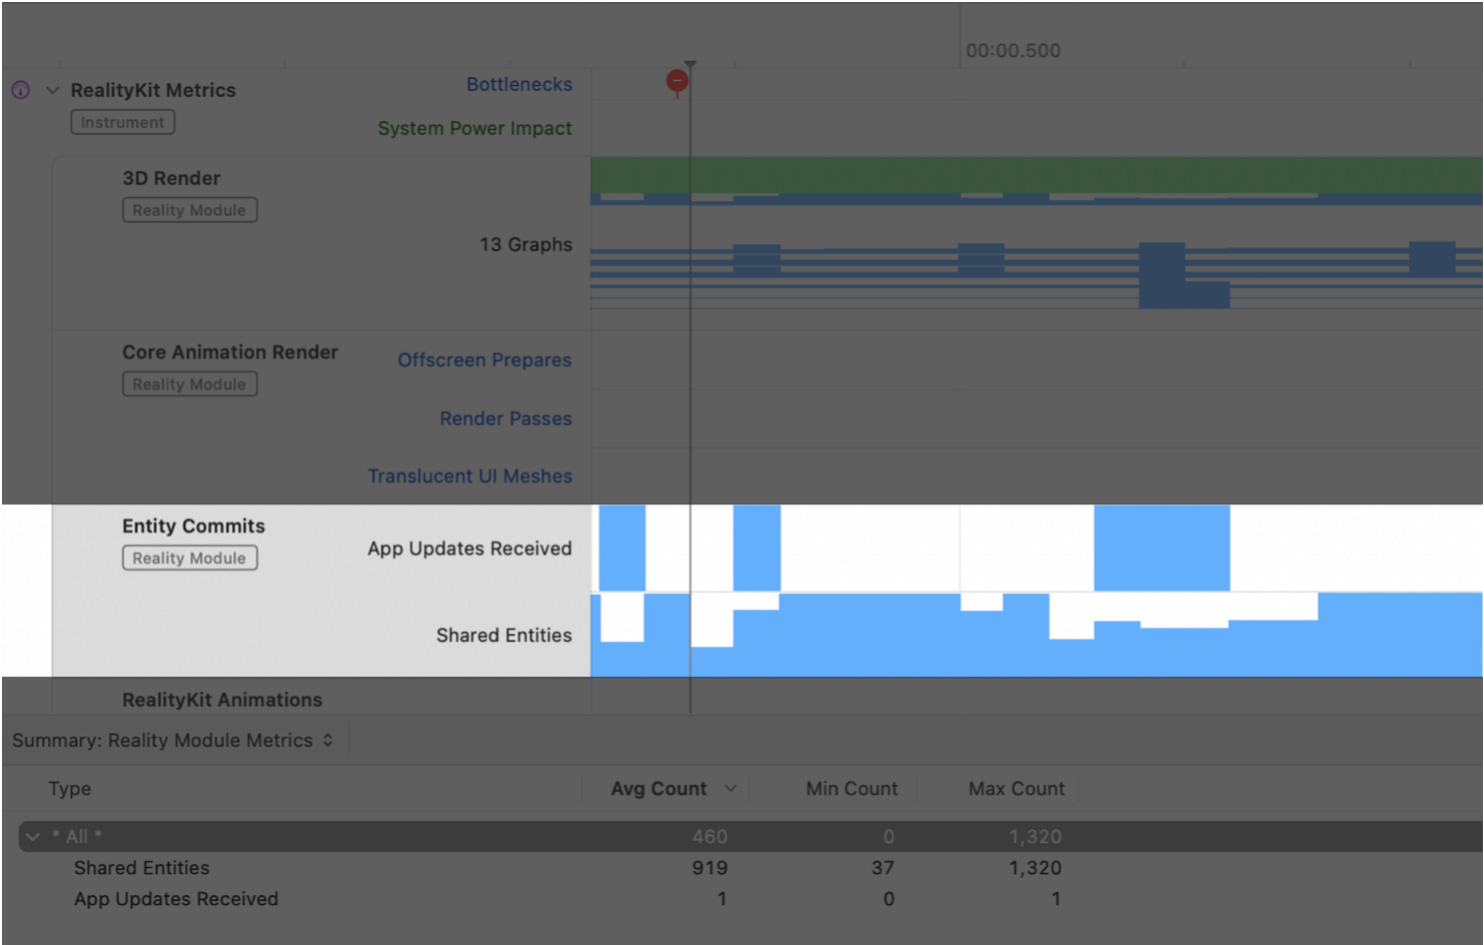 00:00.500
RealityKit Metrics
Instrument
Bottlenecks
System Power Impact
3D Render
Reality Module
13 Graphs
Core Animation Render
Reality Module
Offscreen Prepares
Render Passes
Translucent UI Meshes
Entity Commits
Reality Module
App Updates Received
Shared Entities
RealityKit Animations
Summary: Reality Module Metrics
Type Avg Count Min Count Max Count
* All * 460 0 1,320
Shared Entities 919 37 1,320
App Updates Received 1 0 1